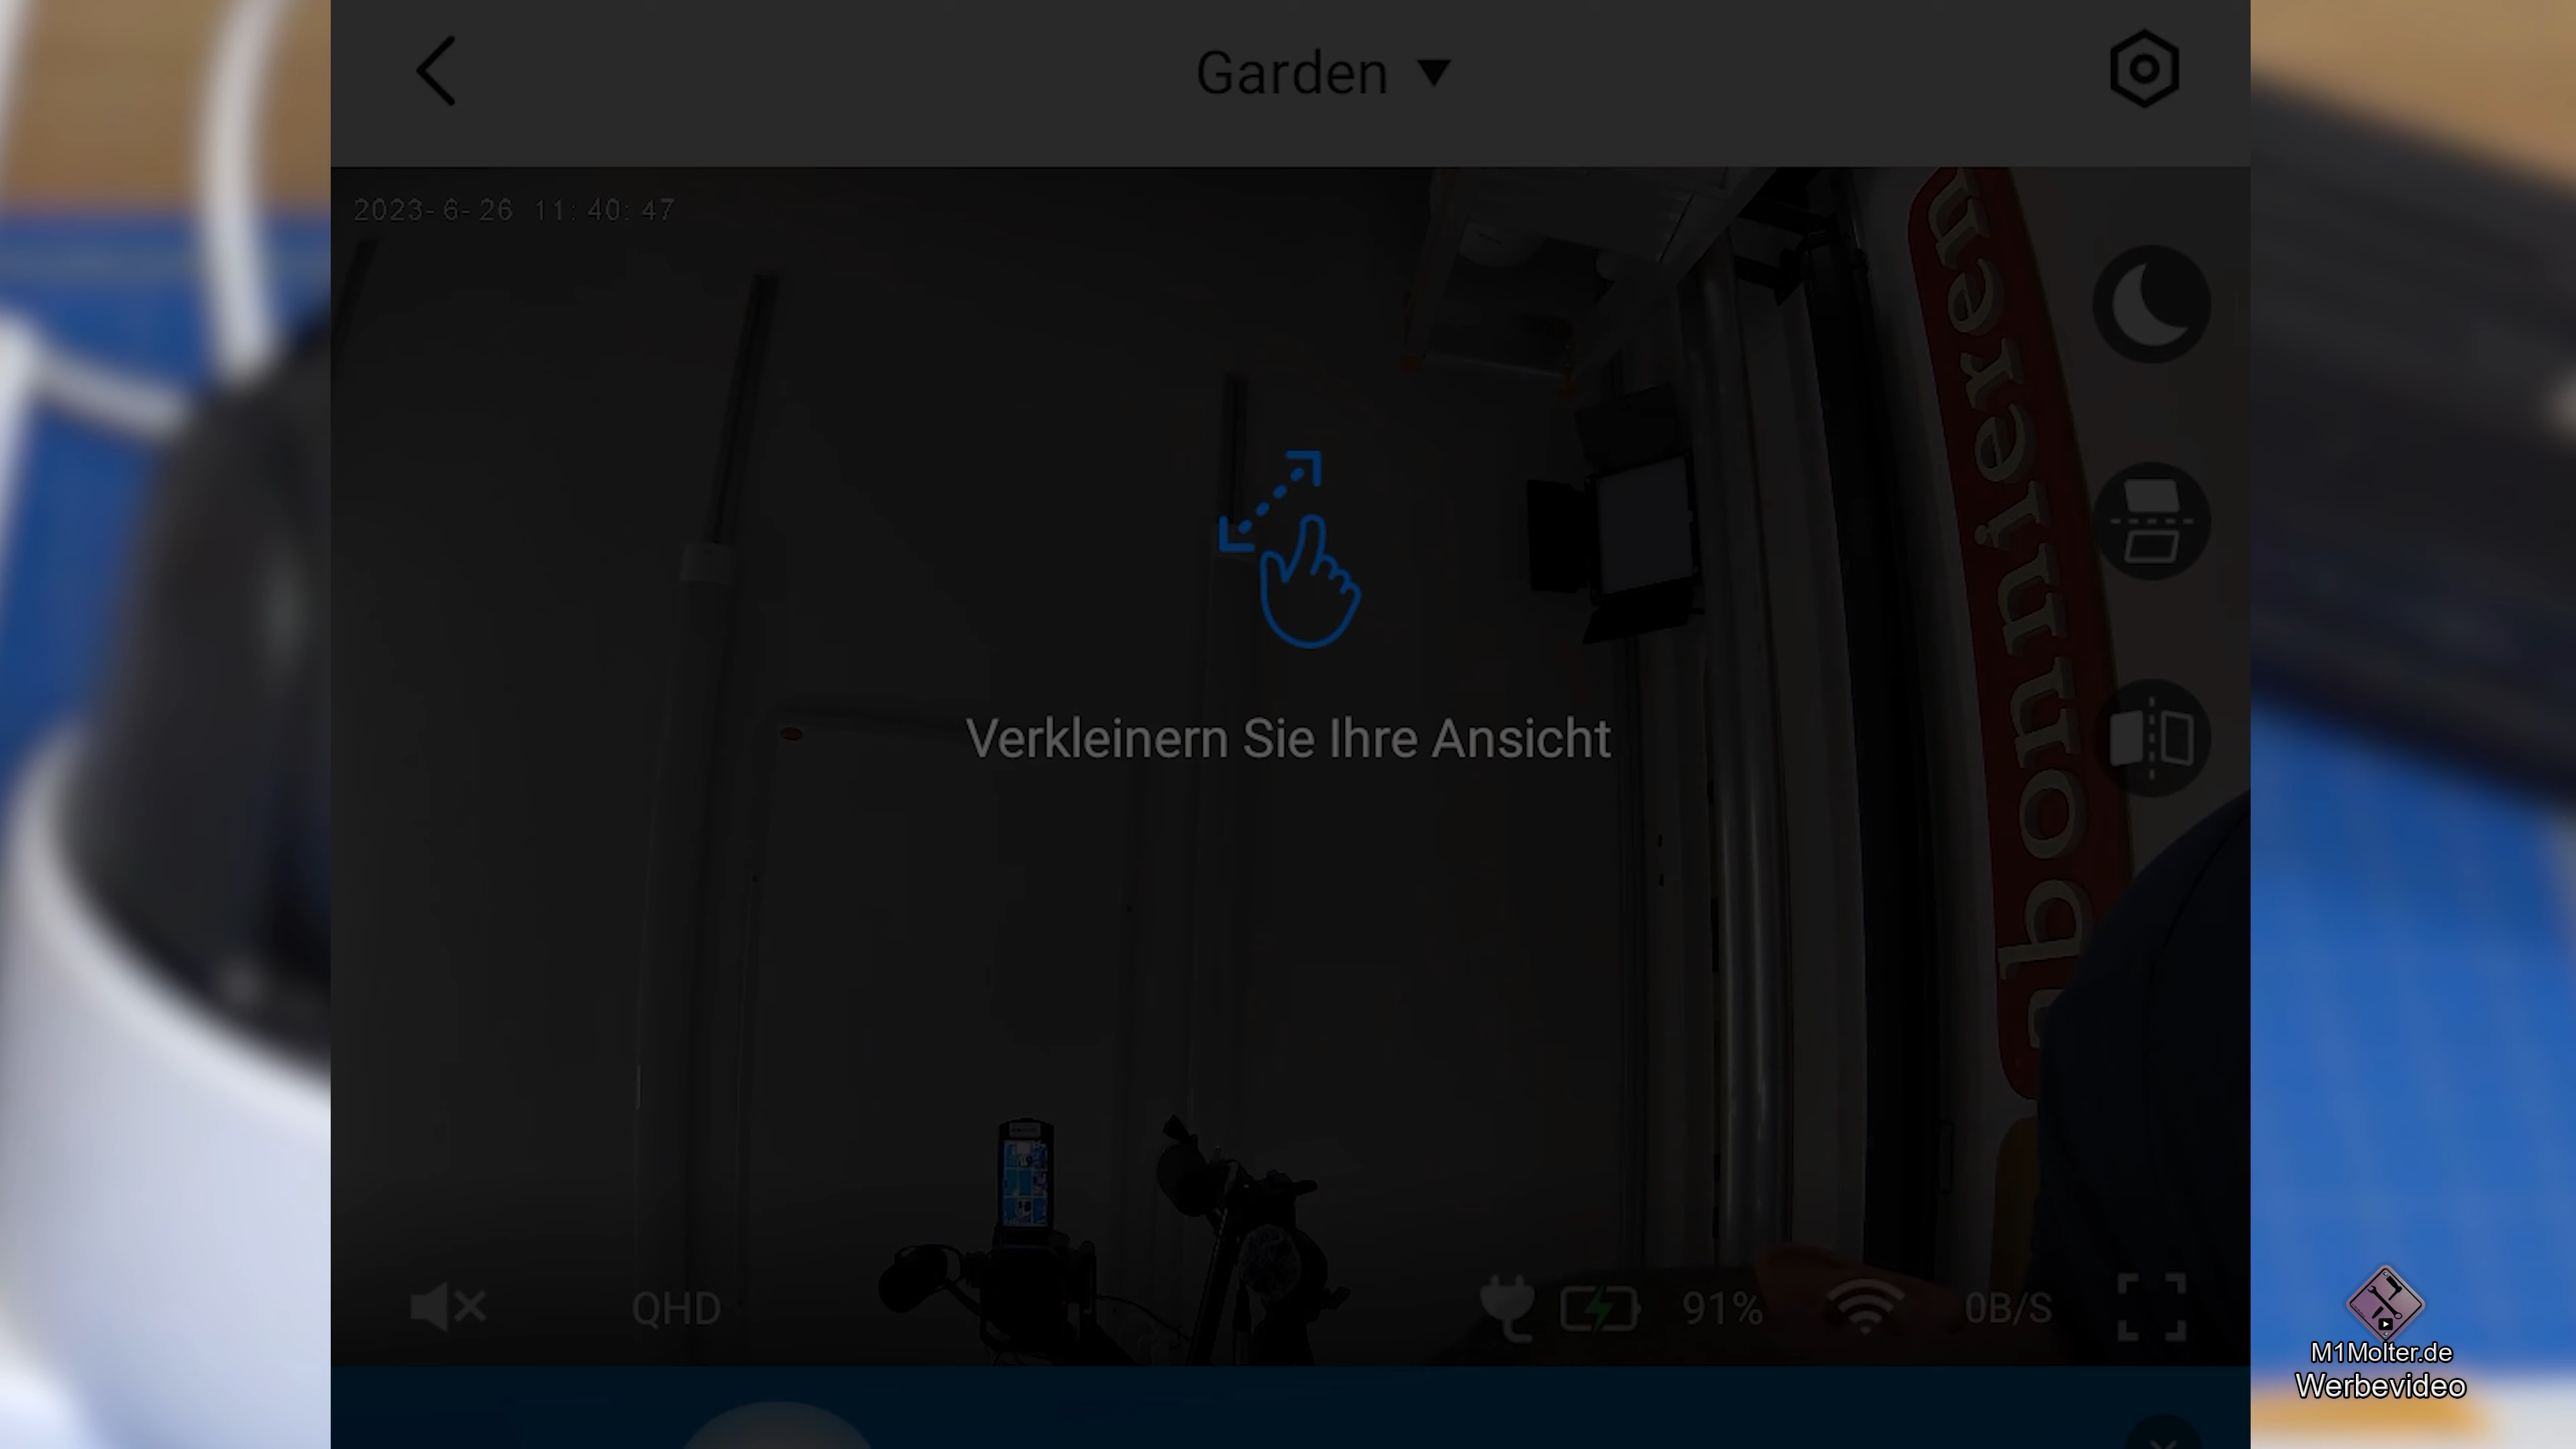 Garden
2023-6-26 11:40:47
Verkleinern Sie Ihre Ansicht
QHD
91%
0B/S
M1Molter.de
Werbevideo